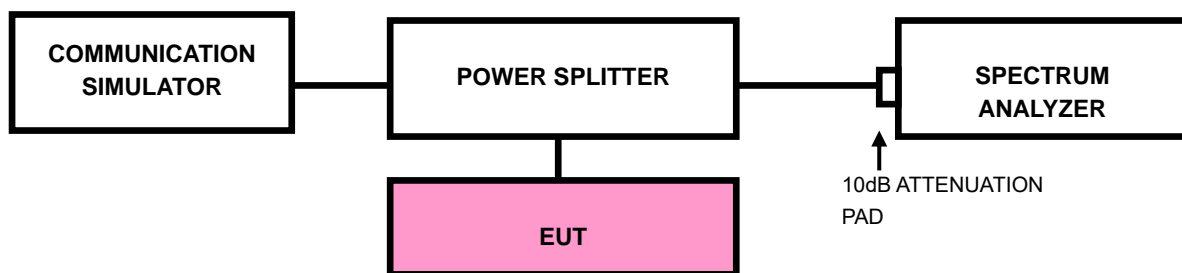 COMMUNICATION
SIMULATOR
POWER SPLITTER
SPECTRUM
ANALYZER
10dB ATTENUATION
PAD
EUT